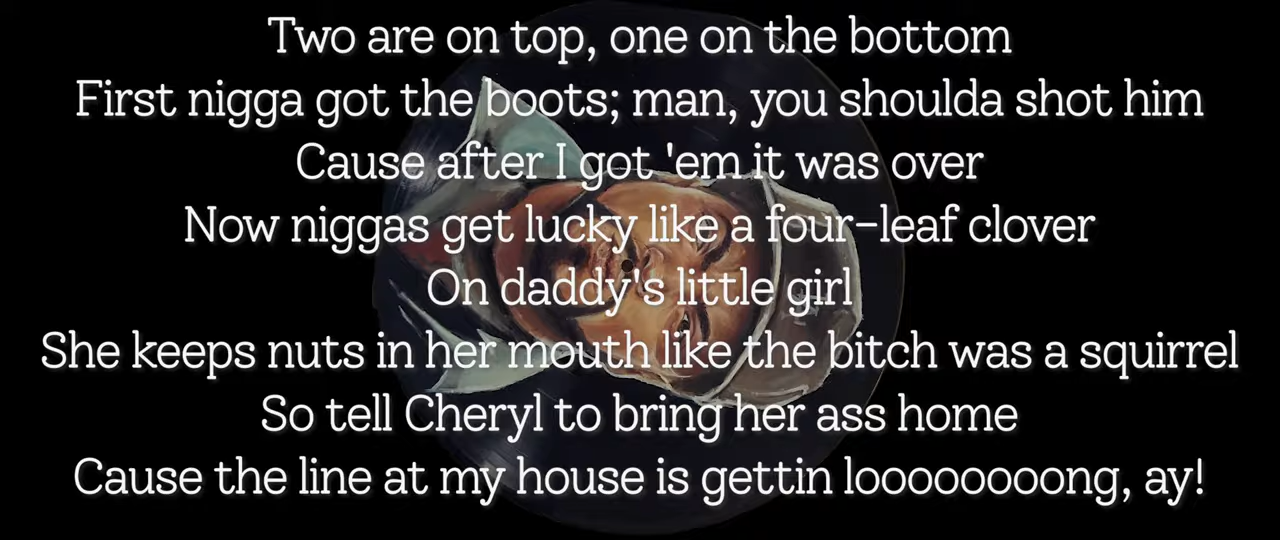 Two are on top, one on the bottom
First nigga got the boots; man, you shoulda shot him
Cause after I got 'em it was over
Now niggas get lucky like a four-leaf clover
On daddy's little girl
She keeps nuts in her mouth like the bitch was a squirrel
So tell Cheryl to bring her ass home
Cause the line at my house is gettin looooooooong, ay!